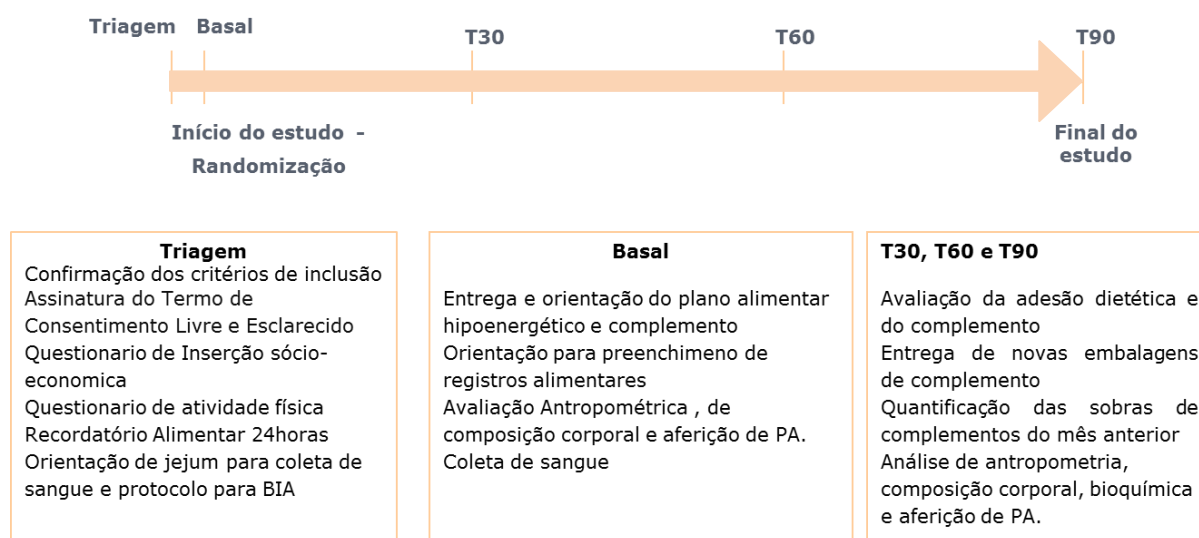 Triagem Basal
T30
T60
T90
Início do estudo -
Randomização
Final do
estudo
Triagem
Confirmação dos critérios de inclusão
Assinatura do Termo de
Consentimento Livre e Esclarecido
Questionario de Inserção sócio-
economica
Questionario de atividade física
Recordatório Alimentar 24horas
Orientação de jejum para coleta de
sangue e protocolo para BIA
Basal
Entrega e orientação do plano alimentar
hipoenergético e complemento
Orientação para preenchimeno de
registros alimentares
Avaliação Antropométrica , de
composição corporal e aferição de PA.
Coleta de sangue
T30, T60 e T90
Avaliação da adesão dietética e
do complemento
Entrega de novas embalagens
de complemento
Quantificação das sobras de
complementos do mês anterior
Análise de antropometria,
composição corporal, bioquímica
e aferição de PA.